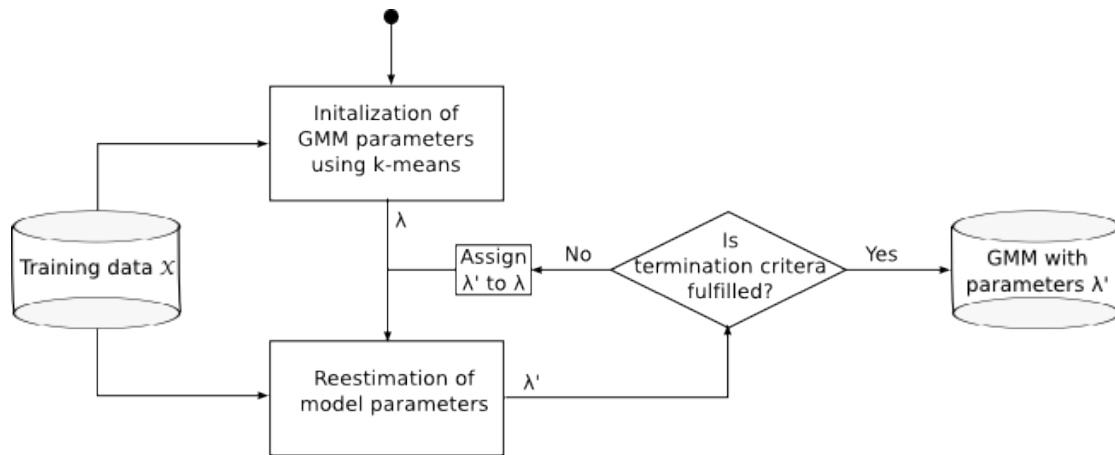 Initalization of
GMM parameters
using k-means
λ
Training data X
Assign
λ' to λ
No
Is
termination critera
fulfilled?
Yes
GMM with
parameters λ'
Reestimation of
model parameters
λ'